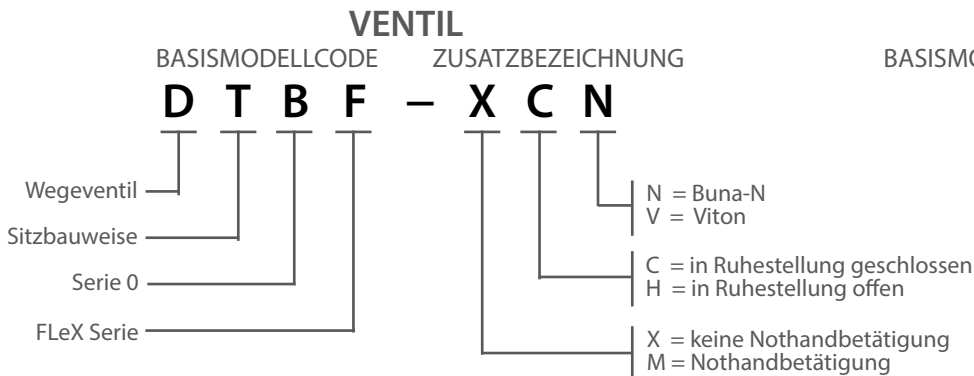 VENTIL
BASISMODELLCODE ZUSATZBEZEICHNUNG BASISMO
D T B F – X C N
Wegeventil
Sitzbauweise
Serie 0
FLeX Serie
N = Buna-N
V = Viton
C = in Ruhestellung geschlossen
H = in Ruhestellung offen
X = keine Nothandbetätigung
M = Nothandbetätigung